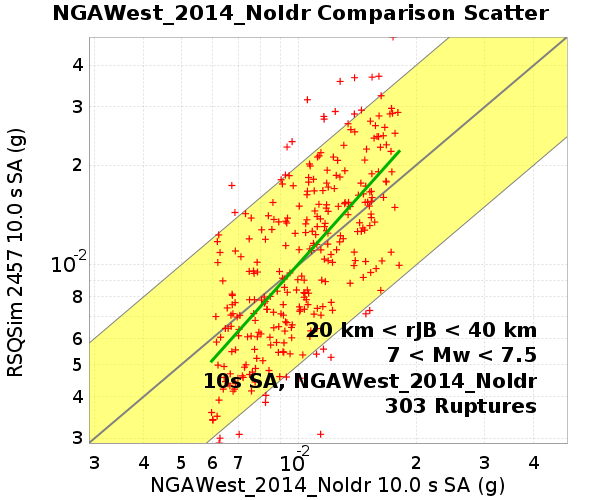 NGAWest_2014_NoIdr Comparison Scatter
RSQSim 2457 10.0 s SA (g)
4
3
2
10-2
8
6
5
4
3
20 km < rJB < 40 km
7 < Mw < 7.5
10s SA, NGAWest_2014_NoIdr
303 Ruptures
3 4 5 6 7 10-2 2 3 4
NGAWest_2014_NoIdr 10.0 s SA (g)